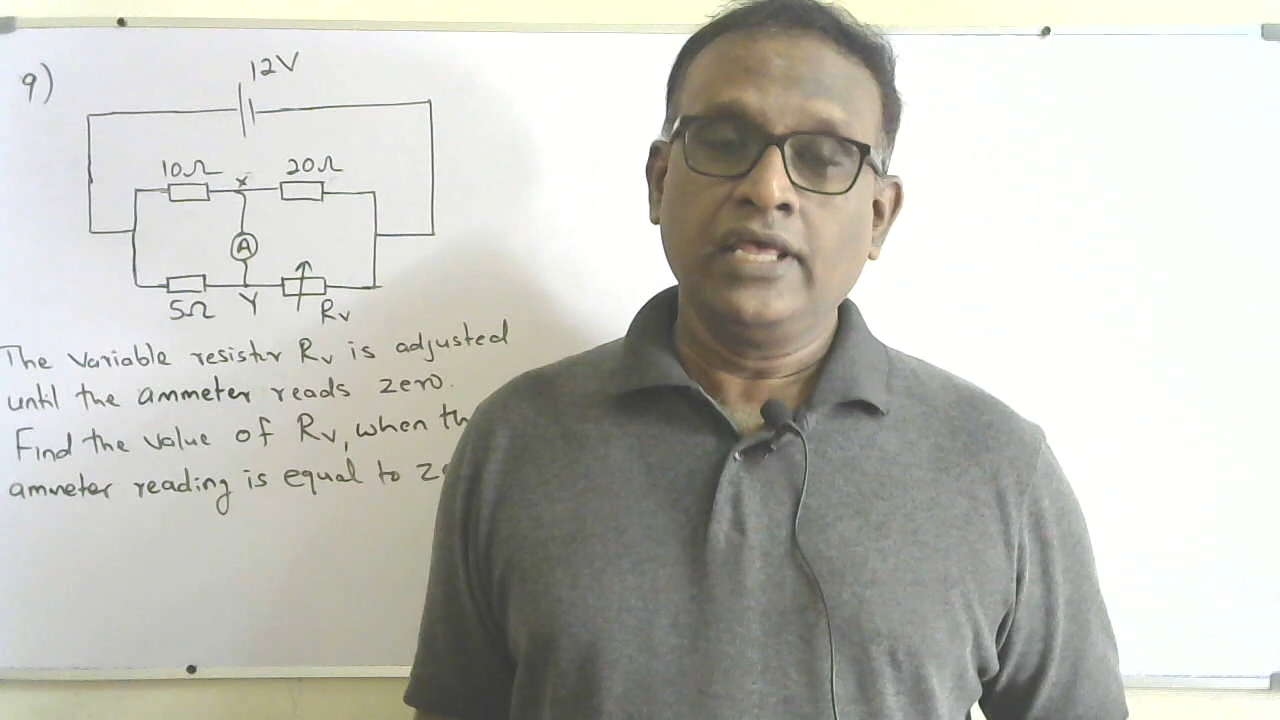 9)
12V
10Ω
x
20Ω
A
5Ω
Y
Rv
The variable resistor Rv is adjusted
until the ammeter reads zero.
Find the value of Rv, when
ammeter reading is equal to